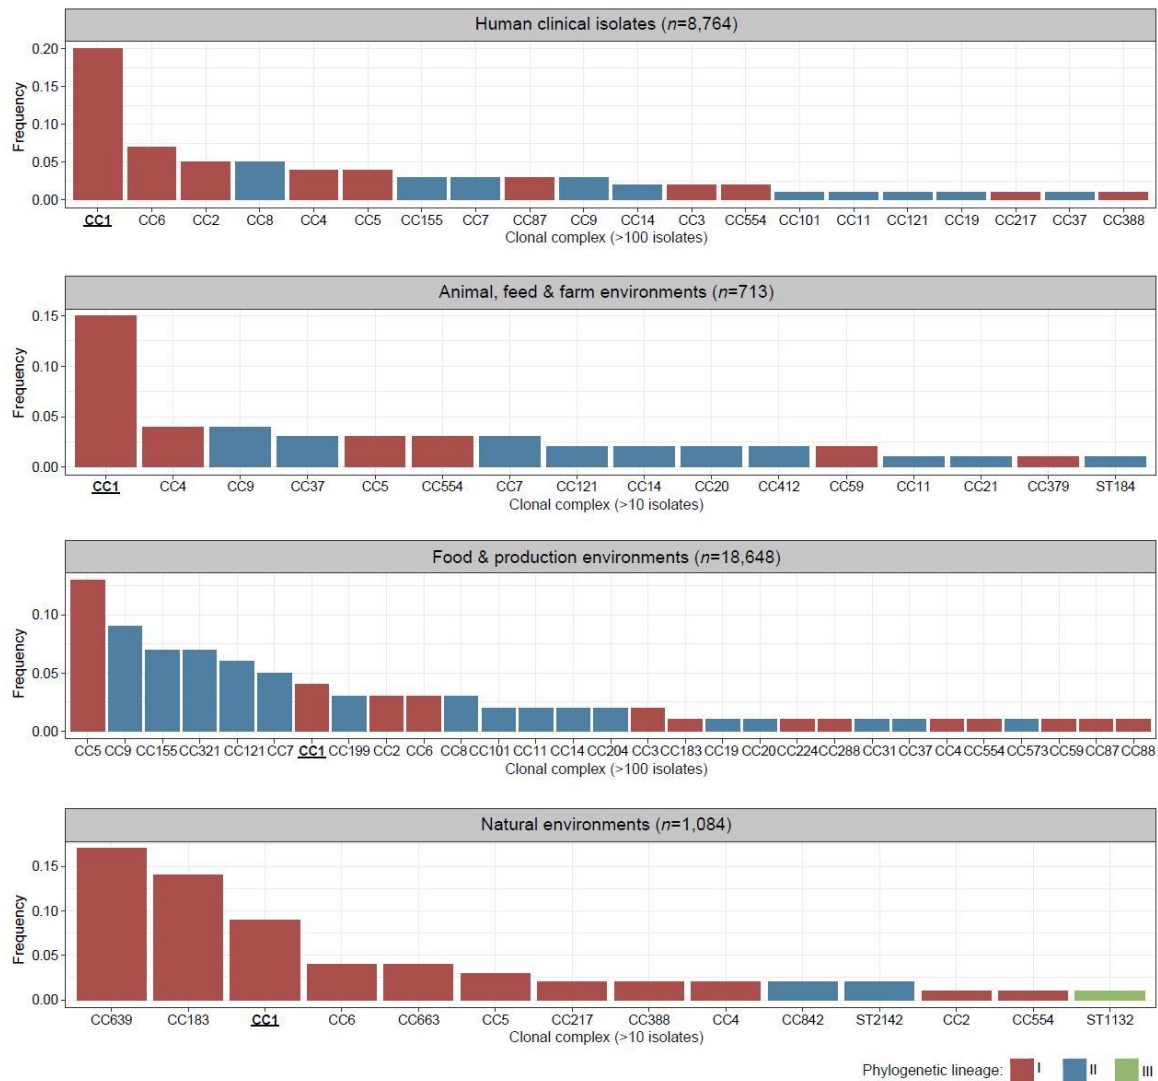 Human clinical isolates (n=8,764)
0.20
0.15
0.10
0.05
0.00
Frequency
CC1 CC6 CC2 CC8 CC4 CC5 CC155 CC7 CC87 CC9 CC14 CC3 CC554 CC101 CC11 CC121 CC19 CC217 CC37 CC388
Clonal complex (>100 isolates)
Animal, feed & farm environments (n=713)
0.15
0.10
0.05
0.00
Frequency
CC1 CC4 CC9 CC37 CC5 CC554 CC7 CC121 CC14 CC20 CC412 CC59 CC11 CC21 CC379 ST184
Clonal complex (>10 isolates)
Food & production environments (n=18,648)
0.10
0.05
0.00
Frequency
CC5 CC9 CC155 CC321 CC121 CC7 CC1 CC199 CC2 CC6 CC8 CC101 CC11 CC14 CC204 CC3 CC183 CC19 CC20 CC224 CC288 CC31 CC37 CC4 CC554 CC573 CC59 CC87 CC88
Clonal complex (>100 isolates)
Natural environments (n=1,084)
0.15
0.10
0.05
0.00
Frequency
CC639 CC183 CC1 CC6 CC663 CC5 CC217 CC388 CC4 CC842 ST2142 CC2 CC554 ST1132
Clonal complex (>10 isolates)
Phylogenetic lineage: I II III